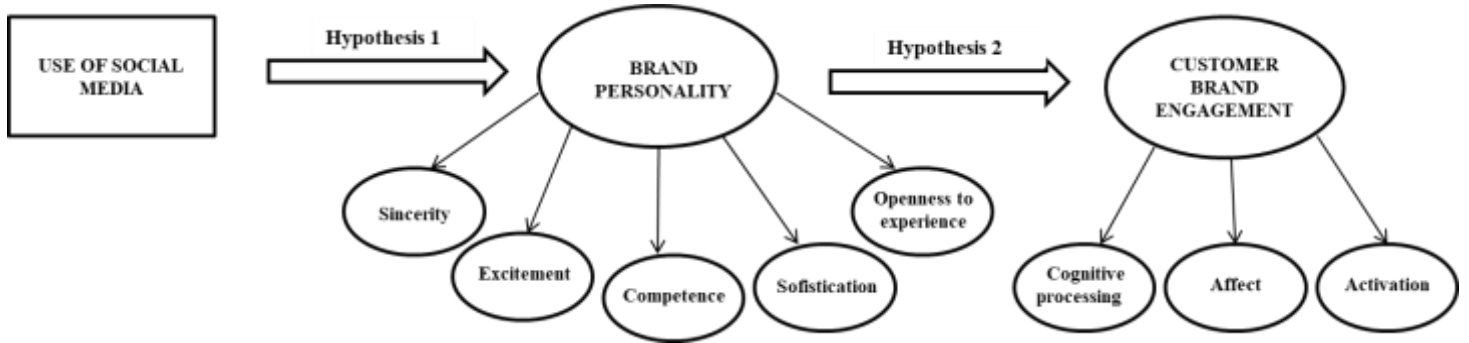 USE OF SOCIAL
MEDIA
Hypothesis 1
BRAND
PERSONALITY
Hypothesis 2
CUSTOMER
BRAND
ENGAGEMENT
Sincerity
Excitement
Competence
Sofistication
Openness to
experience
Cognitive
processing
Affect
Activation